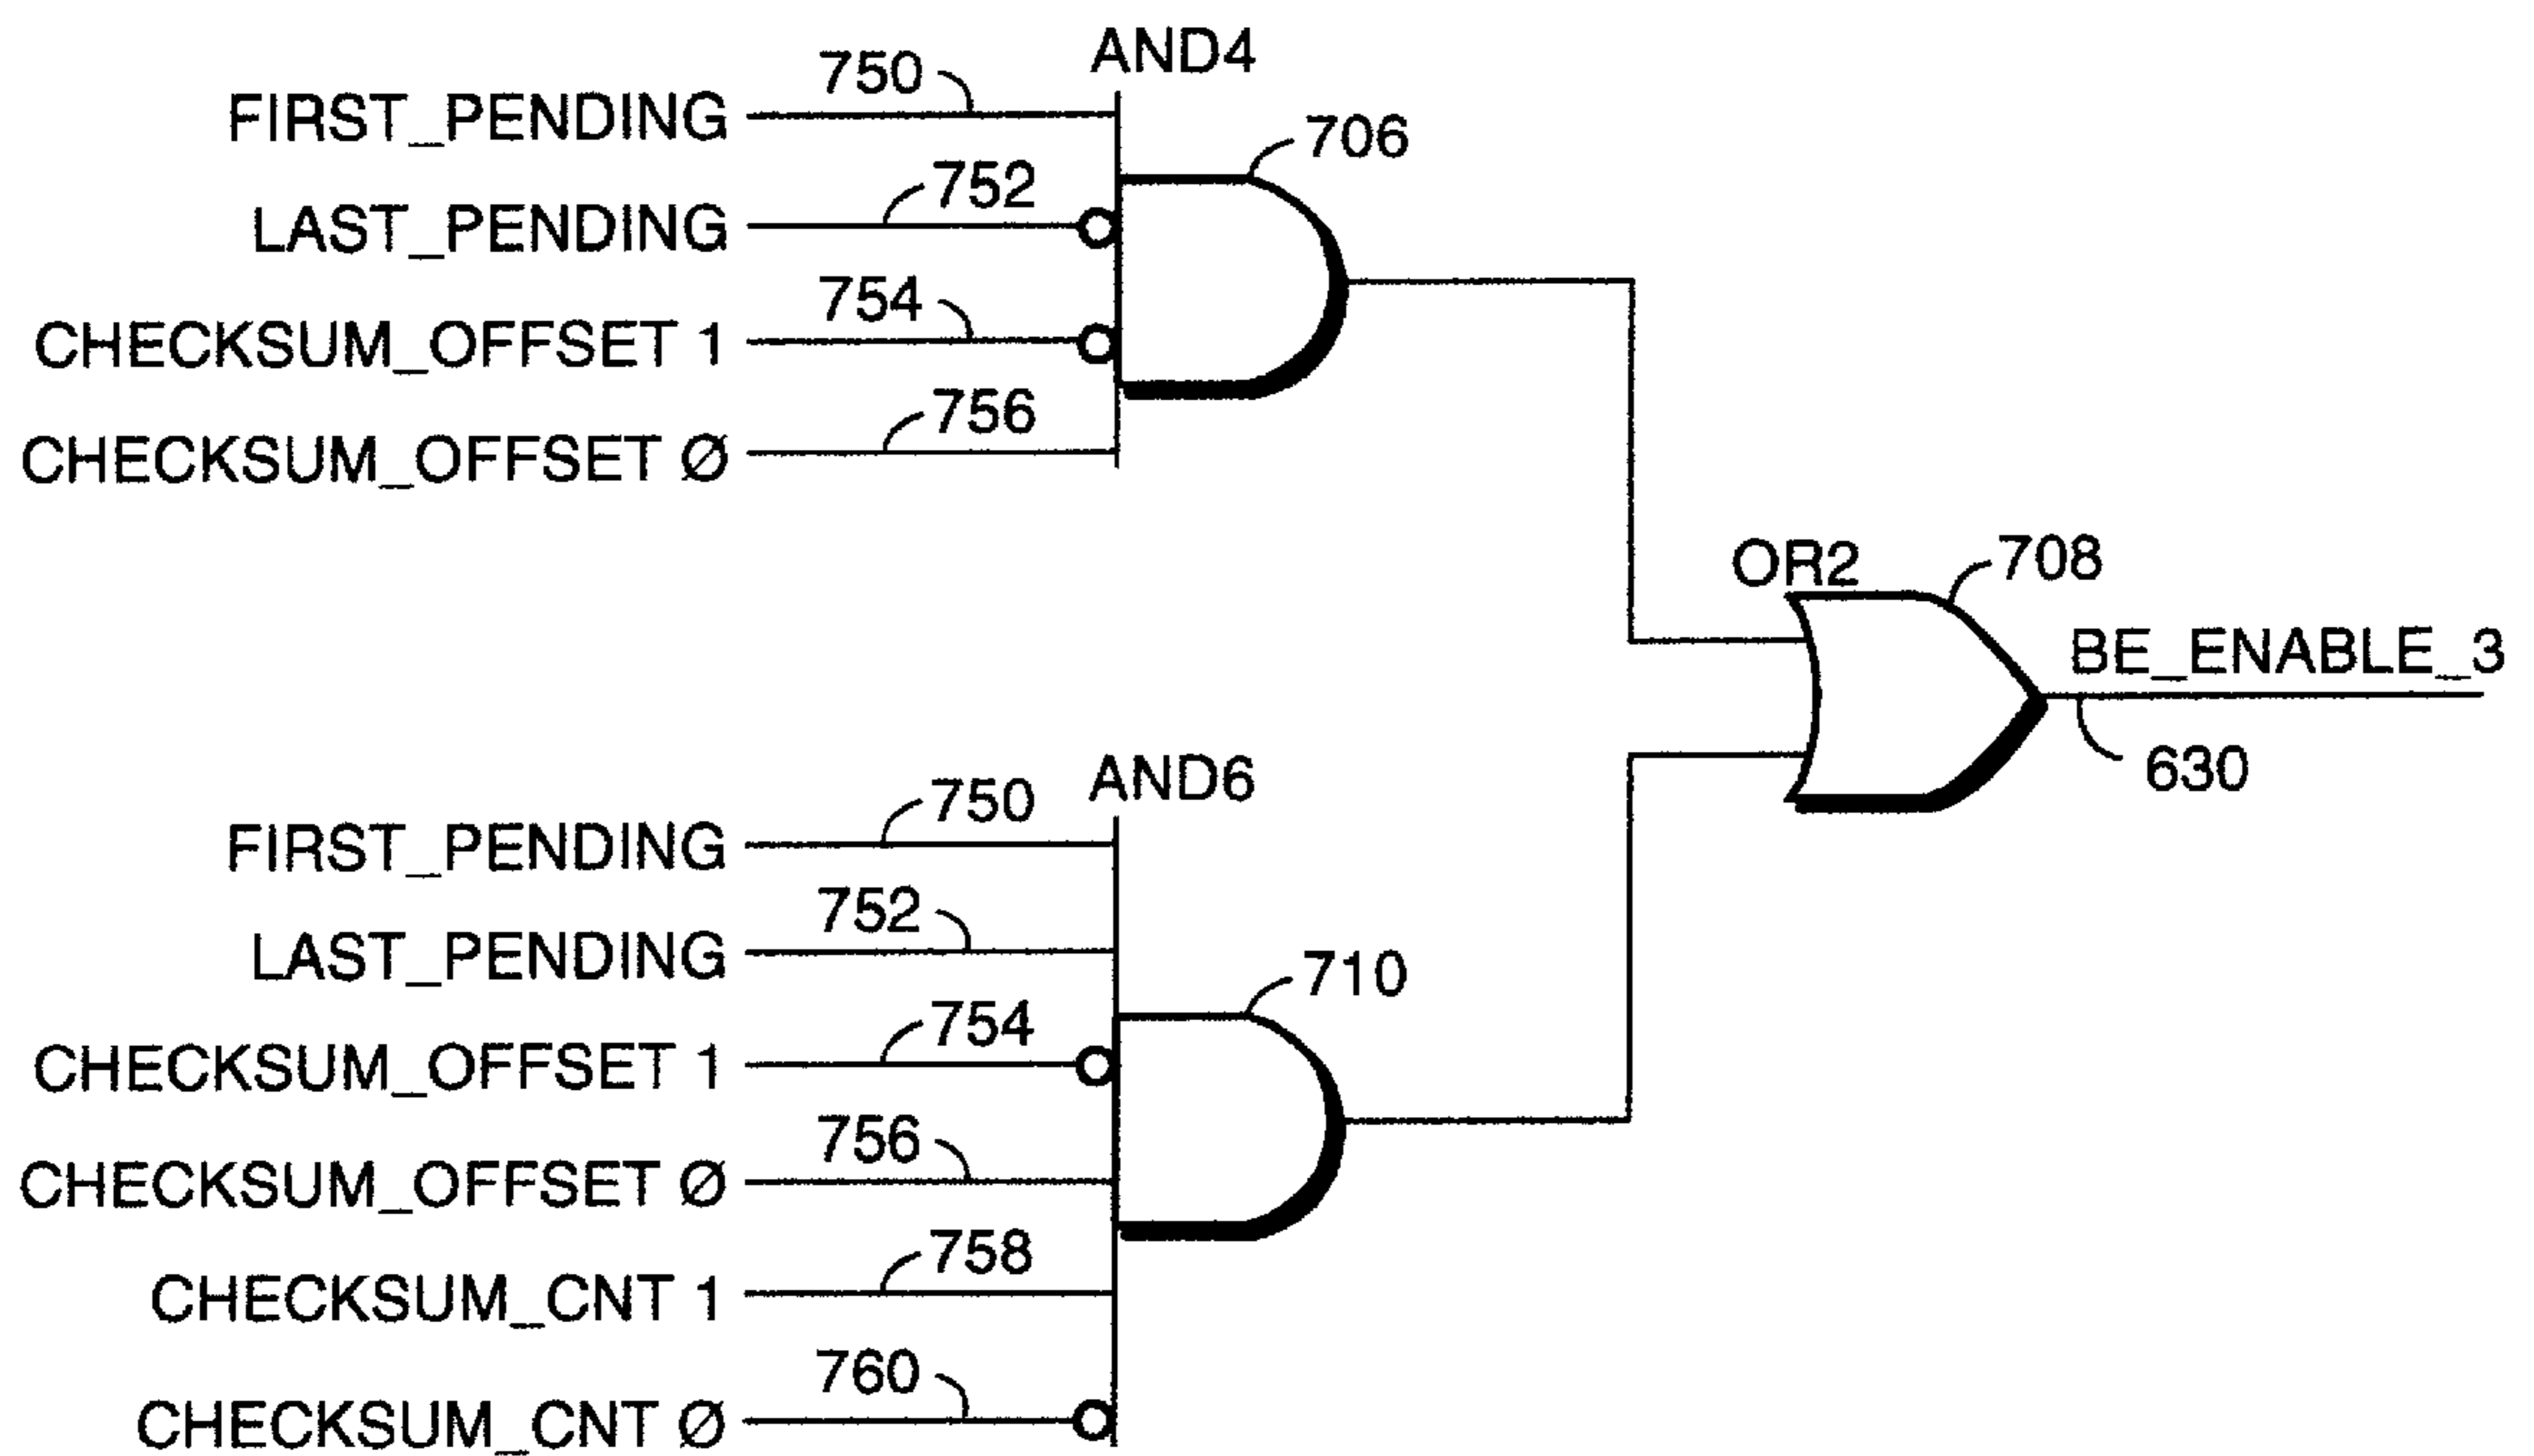 AND4
750
FIRST_PENDING
706
752
LAST_PENDING
754
CHECKSUM_OFFSET 1
756
CHECKSUM_OFFSET Ø
OR2
708
BE_ENABLE_3
630
AND6
750
FIRST_PENDING
752
LAST_PENDING
710
754
CHECKSUM_OFFSET 1
756
CHECKSUM_OFFSET Ø
758
CHECKSUM_CNT 1
760
CHECKSUM_CNT Ø